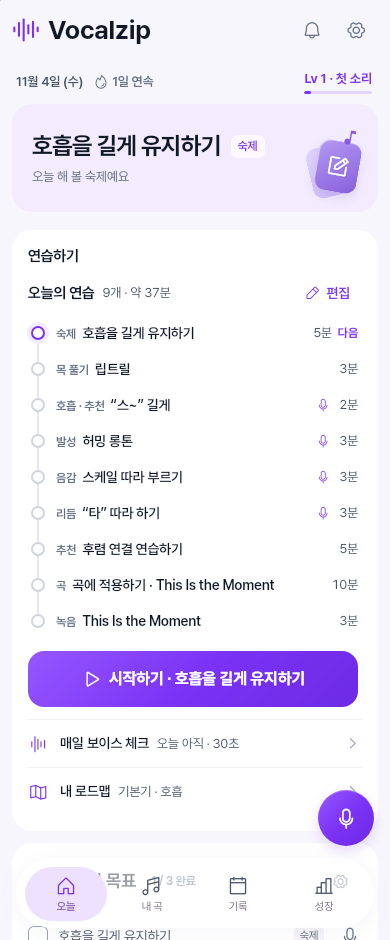 Vocalzip
11월 4일 (수) 1일 연속 Lv 1 · 첫 소리
호흡을 길게 유지하기 숙제
오늘 해 볼 숙제예요
연습하기
오늘의 연습 9개 · 약 37분 편집
숙제 호흡을 길게 유지하기 5분 다음
목 풀기 립트릴 3분
호흡 · 추천 “스~” 길게 2분
발성 허밍 롱톤 3분
음감 스케일 따라 부르기 3분
리듬 “타” 따라 하기 3분
추천 후렴 연결 연습하기 5분
곡 곡에 적용하기 · This Is the Moment 10분
녹음 This Is the Moment 3분
시작하기 · 호흡을 길게 유지하기
매일 보이스 체크 오늘 아직 · 30초
내 로드맵 기본기 · 호흡
목표 / 3 완료
오늘 내 곡 기록 성장
호흡을 길게 유지하기 숙제